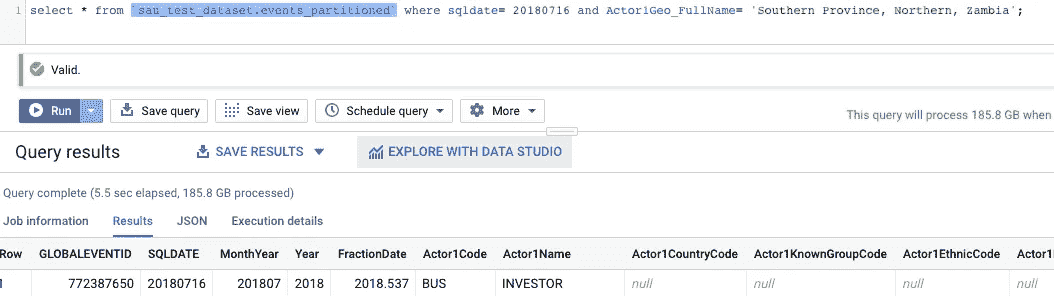 1 select * from `sau_test_dataset.events_partitioned` where sqldate= 20180716 and Actor1Geo_FullName= 'Southern Province, Northern, Zambia';
Valid.
Run Save query Save view Schedule query More This query will process 185.8 GB when
Query results SAVE RESULTS EXPLORE WITH DATA STUDIO
Query complete (5.5 sec elapsed, 185.8 GB processed)
Job information Results JSON Execution details
Row GLOBALEVENTID SQLDATE MonthYear Year FractionDate Actor1Code Actor1Name Actor1CountryCode Actor1KnownGroupCode Actor1EthnicCode
1 772387650 20180716 201807 2018 2018.537 BUS INVESTOR null null null